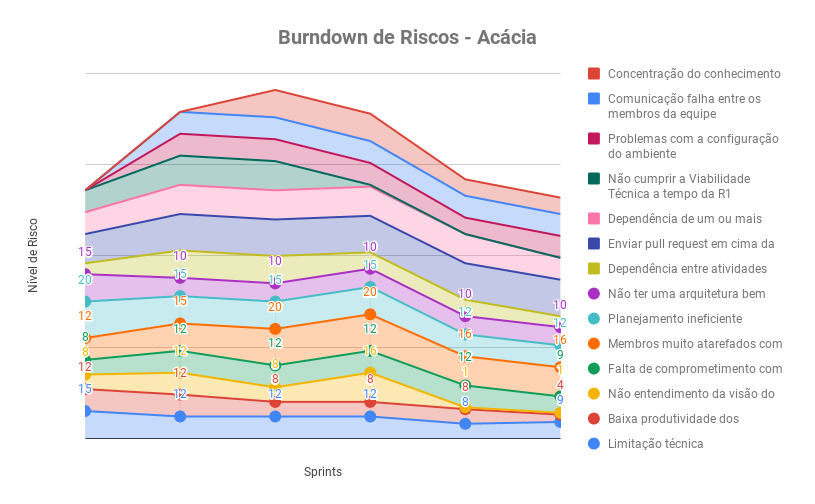 Burndown de Riscos - Acácia
Nível de Risco
Sprints
15 10 10 10 10 10
20 15 15 15 12 12
12 15 20 20 16 16
8 12 12 12 12 9
8 12 8 16 1 1
12 12 8 8 8 4
15 12 12 12 8 9
Concentração do conhecimento
Comunicação falha entre os
membros da equipe
Problemas com a configuração
do ambiente
Não cumprir a Viabilidade
Técnica a tempo da R1
Dependência de um ou mais
Enviar pull request em cima da
Dependência entre atividades
Não ter uma arquitetura bem
Planejamento ineficiente
Membros muito atarefados com
Falta de comprometimento com
Não entendimento da visão do
Baixa produtividade dos
Limitação técnica